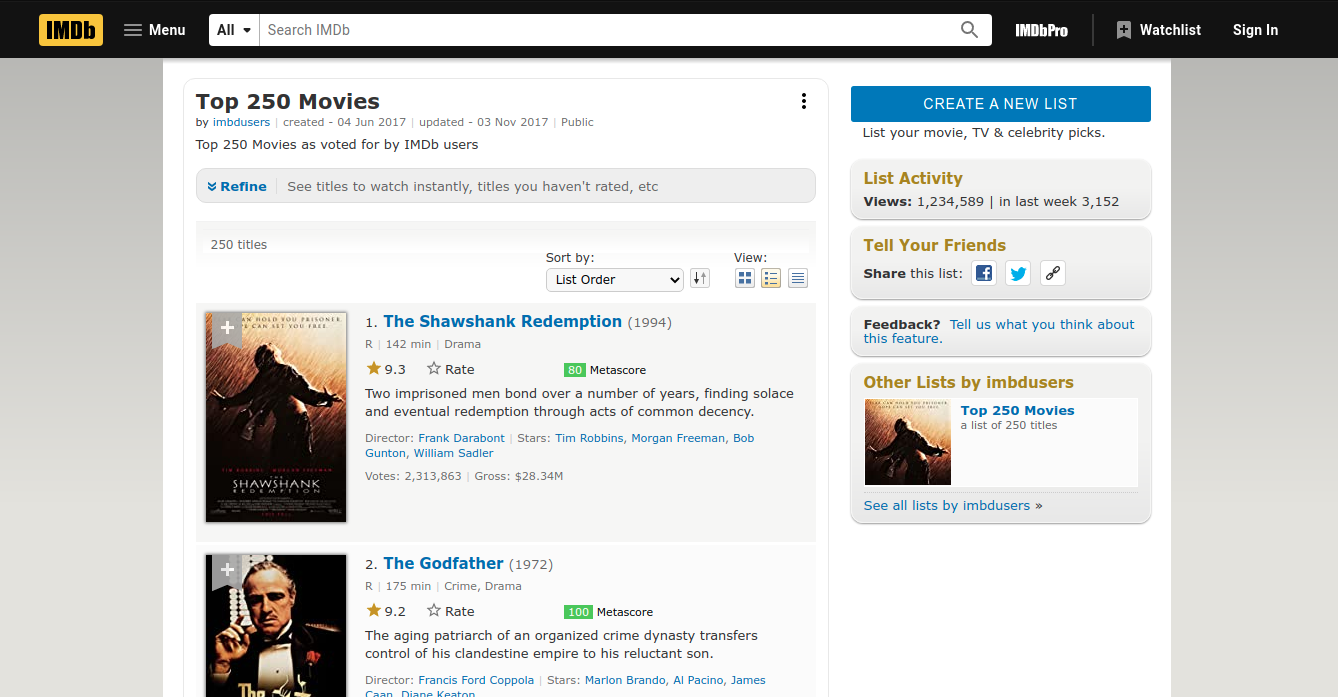 IMDb Menu All Search IMDb IMDbPro Watchlist Sign In
Top 250 Movies
by imbdusers | created - 04 Jun 2017 | updated - 03 Nov 2017 | Public
Top 250 Movies as voted for by IMDb users
Refine See titles to watch instantly, titles you haven't rated, etc
250 titles
Sort by: View:
List Order
1. The Shawshank Redemption (1994)
R | 142 min | Drama
9.3 Rate 80 Metascore
Two imprisoned men bond over a number of years, finding solace
and eventual redemption through acts of common decency.
Director: Frank Darabont | Stars: Tim Robbins, Morgan Freeman, Bob
Gunton, William Sadler
Votes: 2,313,863 | Gross: $28.34M
TIM ROBBINS MORGAN FREEMAN
THE
SHAWSHANK
REDEMPTION
2. The Godfather (1972)
R | 175 min | Crime, Drama
9.2 Rate 100 Metascore
The aging patriarch of an organized crime dynasty transfers
control of his clandestine empire to his reluctant son.
Director: Francis Ford Coppola | Stars: Marlon Brando, Al Pacino, James
Caan, Diane Keaton
The
CREATE A NEW LIST
List your movie, TV & celebrity picks.
List Activity
Views: 1,234,589 | in last week 3,152
Tell Your Friends
Share this list:
Feedback? Tell us what you think about
this feature.
Other Lists by imbdusers
Top 250 Movies
a list of 250 titles
See all lists by imbdusers »